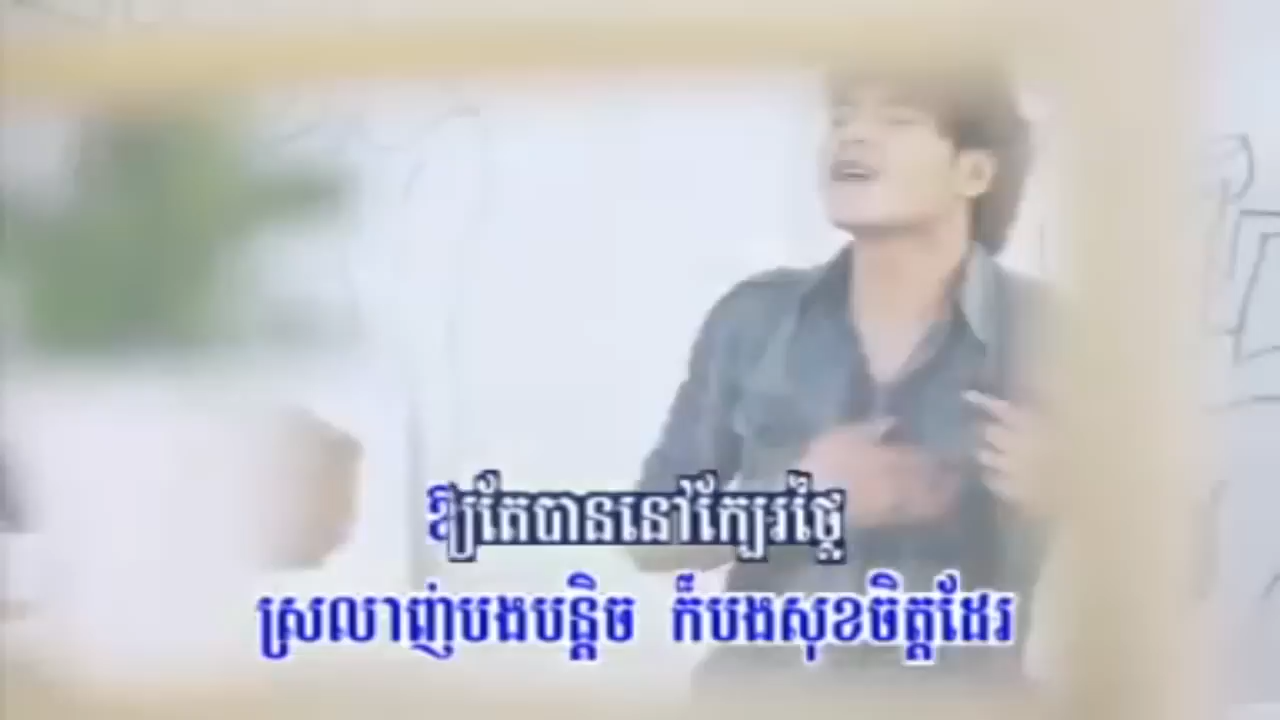 ឱ្យតែបាននៅក្បែរថ្លៃ
ស្រលាញ់បងបន្តិច ក៏បងសុខចិត្តដែរ